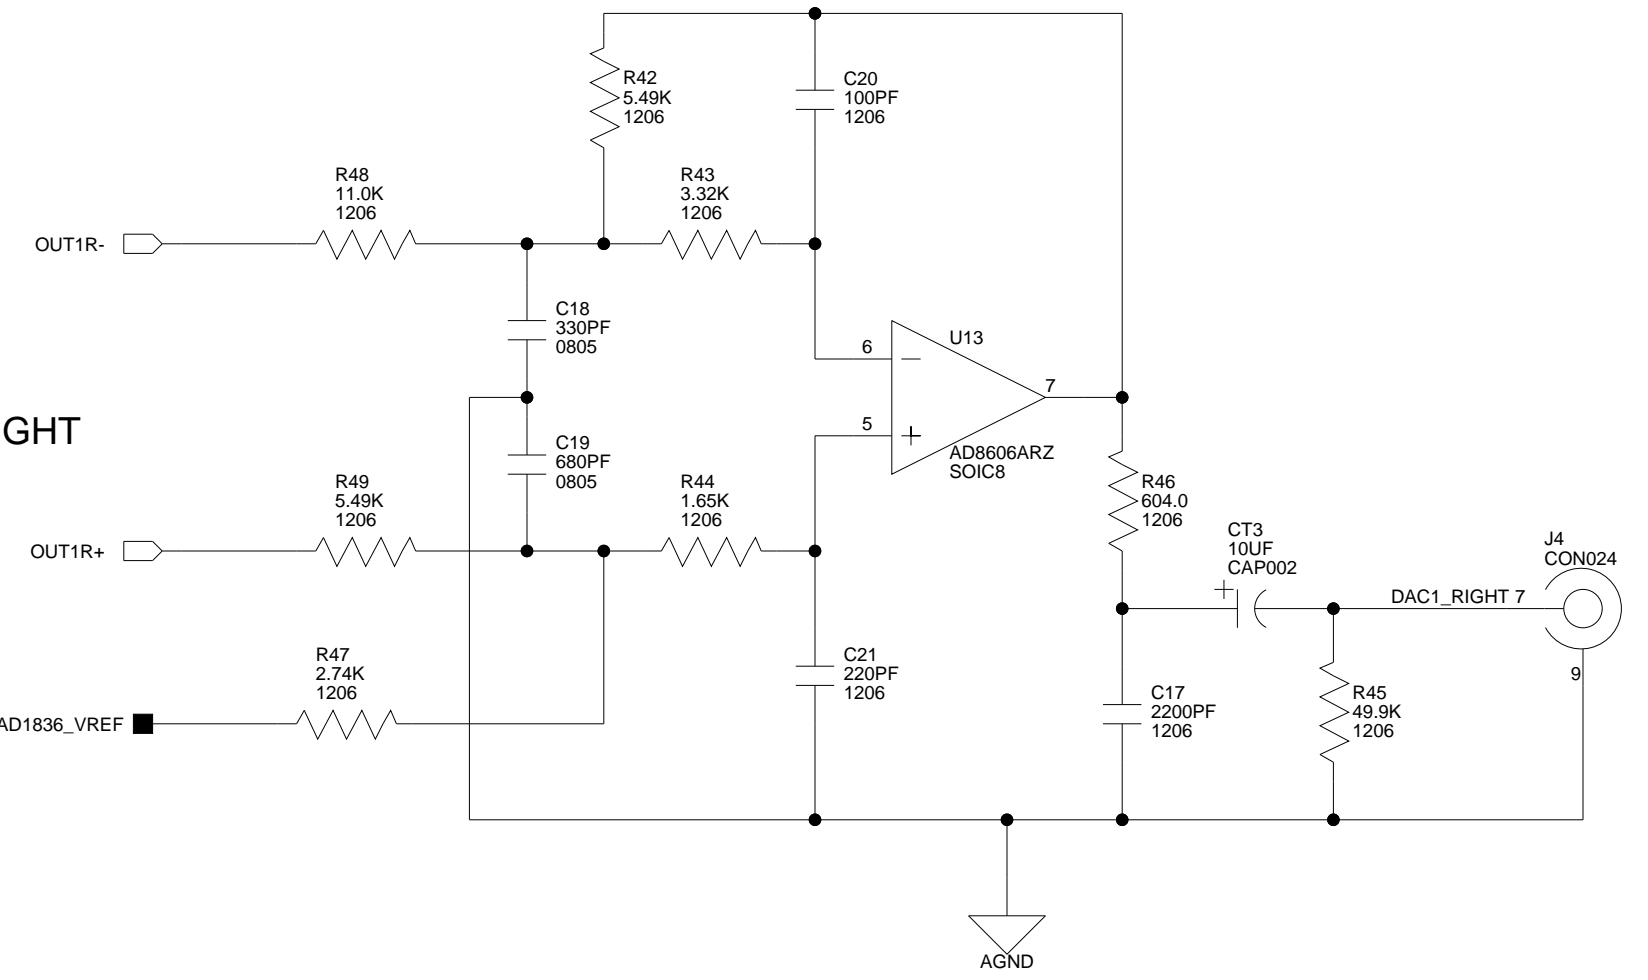 R42
5.49K
1206
C20
100PF
1206
R48
11.0K
1206
R43
3.32K
1206
OUT1R-
C18
330PF
0805
U13
6
7
5
AD8606ARZ
SOIC8
GHT
C19
680PF
0805
R49
5.49K
1206
R44
1.65K
1206
R46
604.0
1206
OUT1R+
CT3
10UF
CAP002
J4
CON024
DAC1_RIGHT 7
R47
2.74K
1206
C21
220PF
1206
9
C17
2200PF
1206
R45
49.9K
1206
AD1836_VREF
AGND